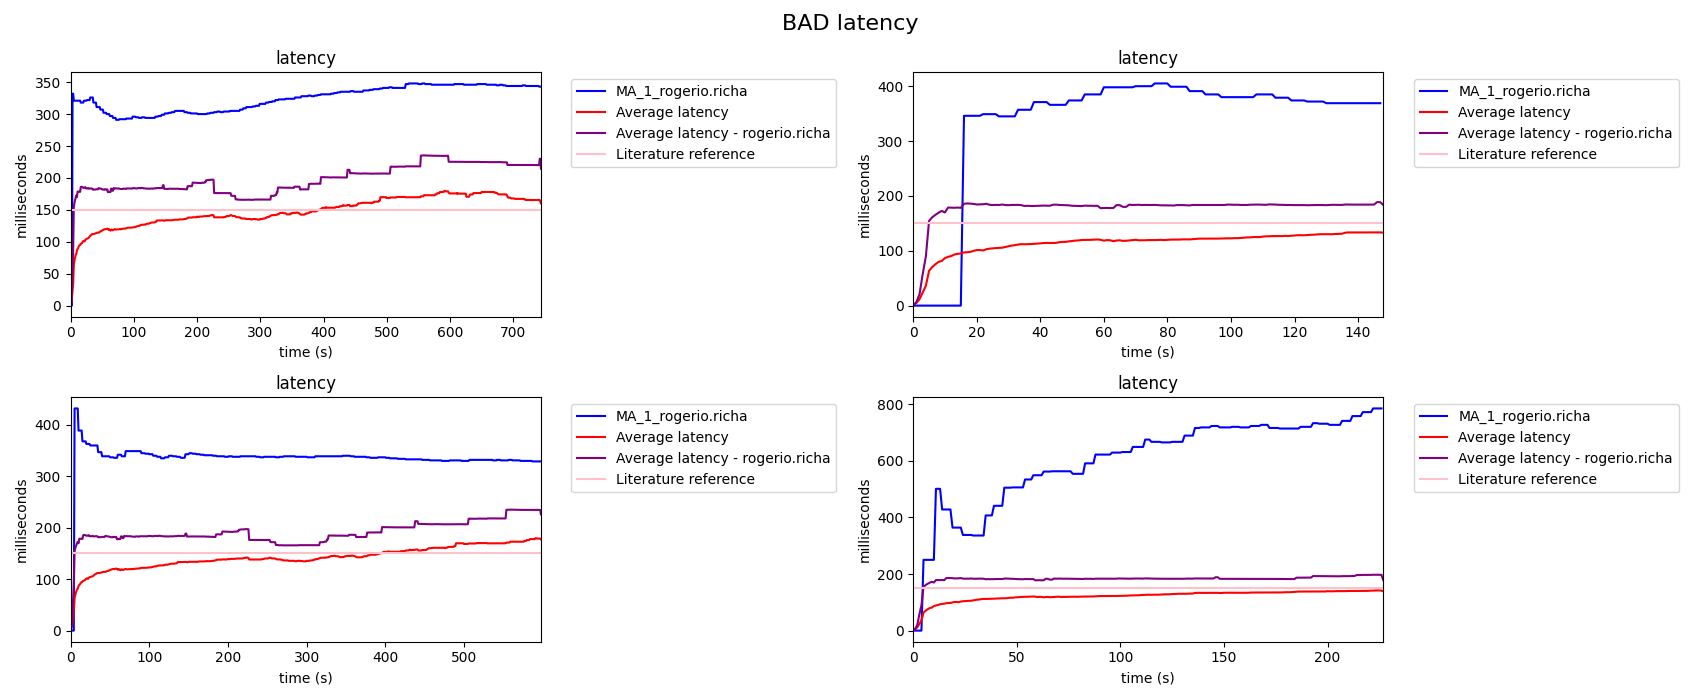 BAD latency
latency
milliseconds
350
300
250
200
150
100
50
0
0 100 200 300 400 500 600 700
time (s)
MA_1_rogerio.richa
Average latency
Average latency - rogerio.richa
Literature reference
latency
milliseconds
400
300
200
100
0
0 20 40 60 80 100 120 140
time (s)
MA_1_rogerio.richa
Average latency
Average latency - rogerio.richa
Literature reference
latency
milliseconds
400
300
200
100
0
0 100 200 300 400 500
time (s)
MA_1_rogerio.richa
Average latency
Average latency - rogerio.richa
Literature reference
latency
milliseconds
800
600
400
200
0
0 50 100 150 200
time (s)
MA_1_rogerio.richa
Average latency
Average latency - rogerio.richa
Literature reference